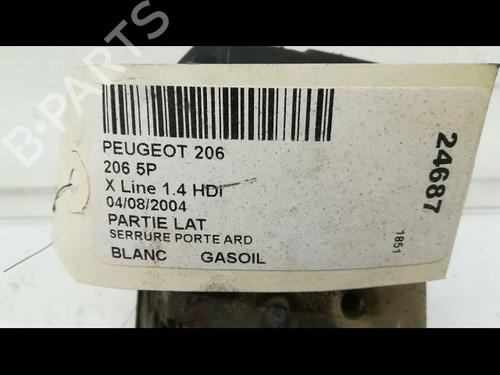 B-PARTS
PEUGEOT 206
206 5P
X Line 1.4 HDi
04/08/2004
PARTIE LAT
SERRURE PORTE ARD
BLANC GASOIL
24687
1851